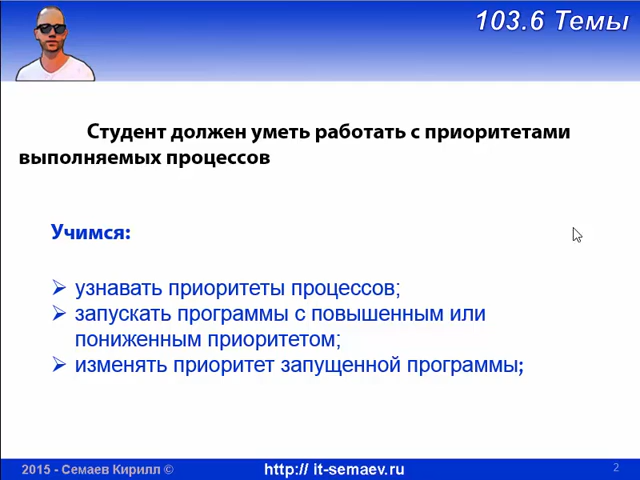 103.6 Темы
Студент должен уметь работать с приоритетами
выполняемых процессов
Учимся:
узнавать приоритеты процессов;
запускать программы с повышенным или
пониженным приоритетом;
изменять приоритет запущенной программы;
2015 - Семаев Кирилл ©
http:// it-semaev.ru
2